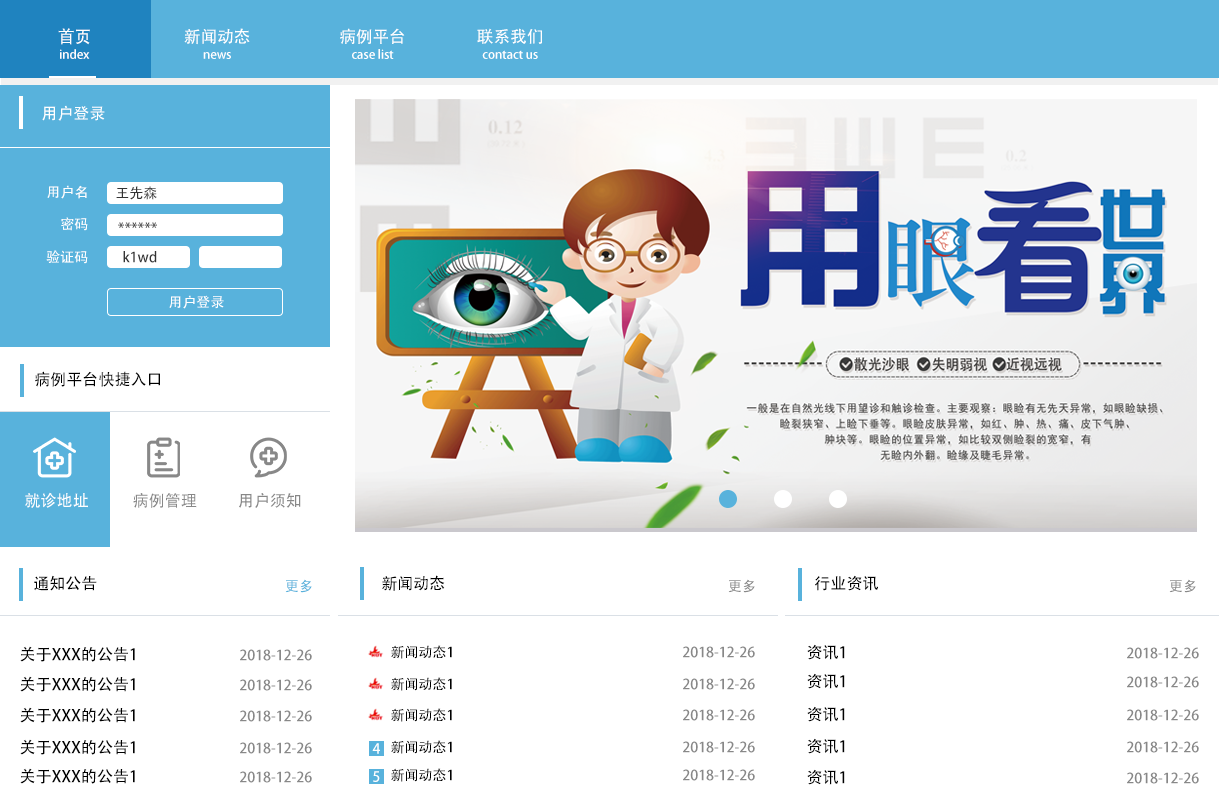 首页 新闻动态 病例平台 联系我们
index news case list contact us
用户登录
用户名 王先森
密码 ******
验证码 k1wd
用户登录
0.12
0.2
用眼看世界
散光沙眼 失明弱视 近视远视
一般是在自然光线下用望诊和触诊检查。主要观察：眼睑有无先天异常，如眼睑缺损、
睑裂狭窄、上睑下垂等。眼睑皮肤异常，如红、肿、热、痛、皮下气肿、
肿块等。眼睑的位置异常，如比较双侧睑裂的宽窄，有
无睑内外翻。睑缘及睫毛异常。
病例平台快捷入口
就诊地址 病例管理 用户须知
通知公告 更多
关于XXX的公告1 2018-12-26
关于XXX的公告1 2018-12-26
关于XXX的公告1 2018-12-26
关于XXX的公告1 2018-12-26
关于XXX的公告1 2018-12-26
新闻动态 更多
新闻动态1 2018-12-26
新闻动态1 2018-12-26
新闻动态1 2018-12-26
4 新闻动态1 2018-12-26
5 新闻动态1 2018-12-26
行业资讯 更多
资讯1 2018-12-26
资讯1 2018-12-26
资讯1 2018-12-26
资讯1 2018-12-26
资讯1 2018-12-26